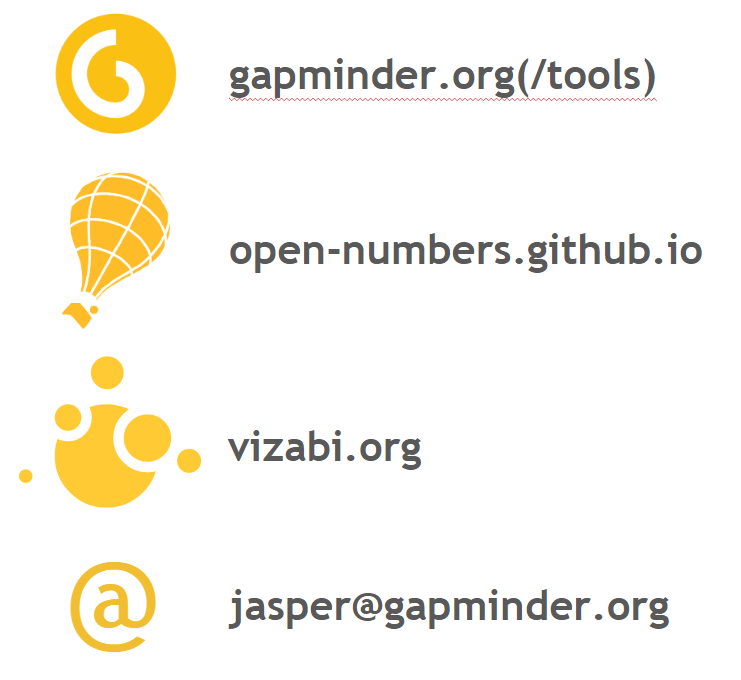 gapminder.org(/tools)
open-numbers.github.io
vizabi.org
@
jasper@gapminder.org